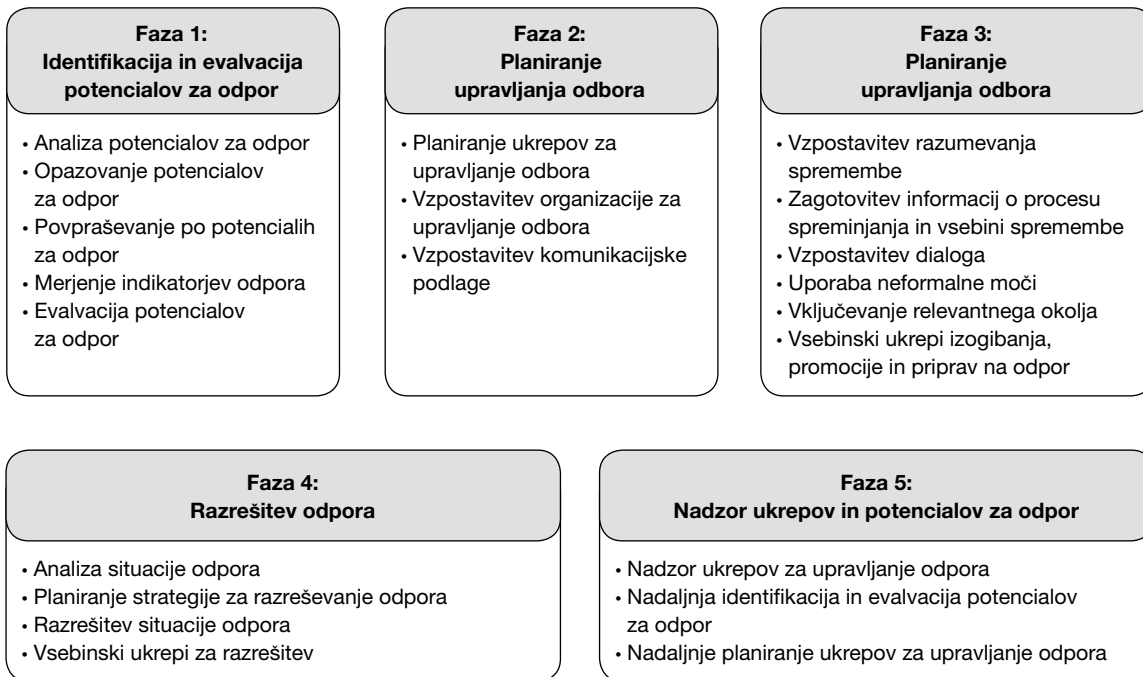 Faza 1:
Identifikacija in evalvacija
potencialov za odpor
• Analiza potencialov za odpor
• Opazovanje potencialov
za odpor
• Povpraševanje po potencialih
za odpor
• Merjenje indikatorjev odpora
• Evalvacija potencialov
za odpor
Faza 2:
Planiranje
upravljanja odbora
• Planiranje ukrepov za
upravljanje odbora
• Vzpostavitev organizacije za
upravljanje odbora
• Vzpostavitev komunikacijske
podlage
Faza 3:
Planiranje
upravljanja odbora
• Vzpostavitev razumevanja
spremembe
• Zagotovitev informacij o procesu
spreminjanja in vsebini spremembe
• Vzpostavitev dialoga
• Uporaba neformalne moči
• Vključevanje relevantnega okolja
• Vsebinski ukrepi izogibanja,
promocije in priprav na odpor
Faza 4:
Razrešitev odpora
• Analiza situacije odpora
• Planiranje strategije za razreševanje odpora
• Razrešitev situacije odpora
• Vsebinski ukrepi za razrešitev
Faza 5:
Nadzor ukrepov in potencialov za odpor
• Nadzor ukrepov za upravljanje odpora
• Nadaljnja identifikacija in evalvacija potencialov
za odpor
• Nadaljnje planiranje ukrepov za upravljanje odpora